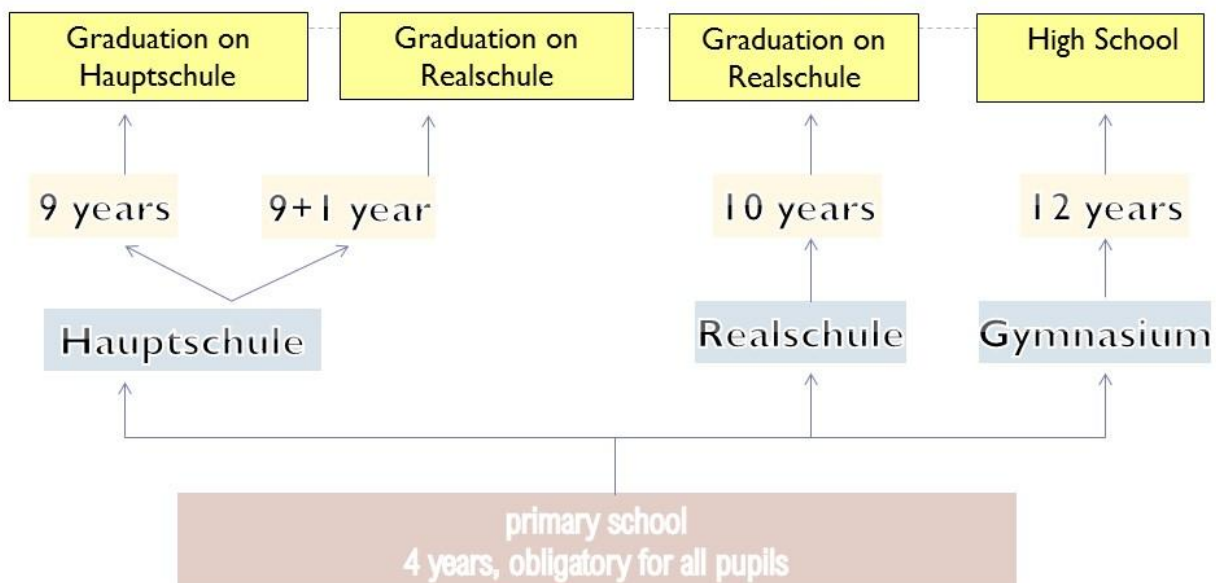 Graduation on
Hauptschule
Graduation on
Realschule
Graduation on
Realschule
High School
9 years
9+1 year
10 years
12 years
Hauptschule
Realschule
Gymnasium
primary school
4 years, obligatory for all pupils